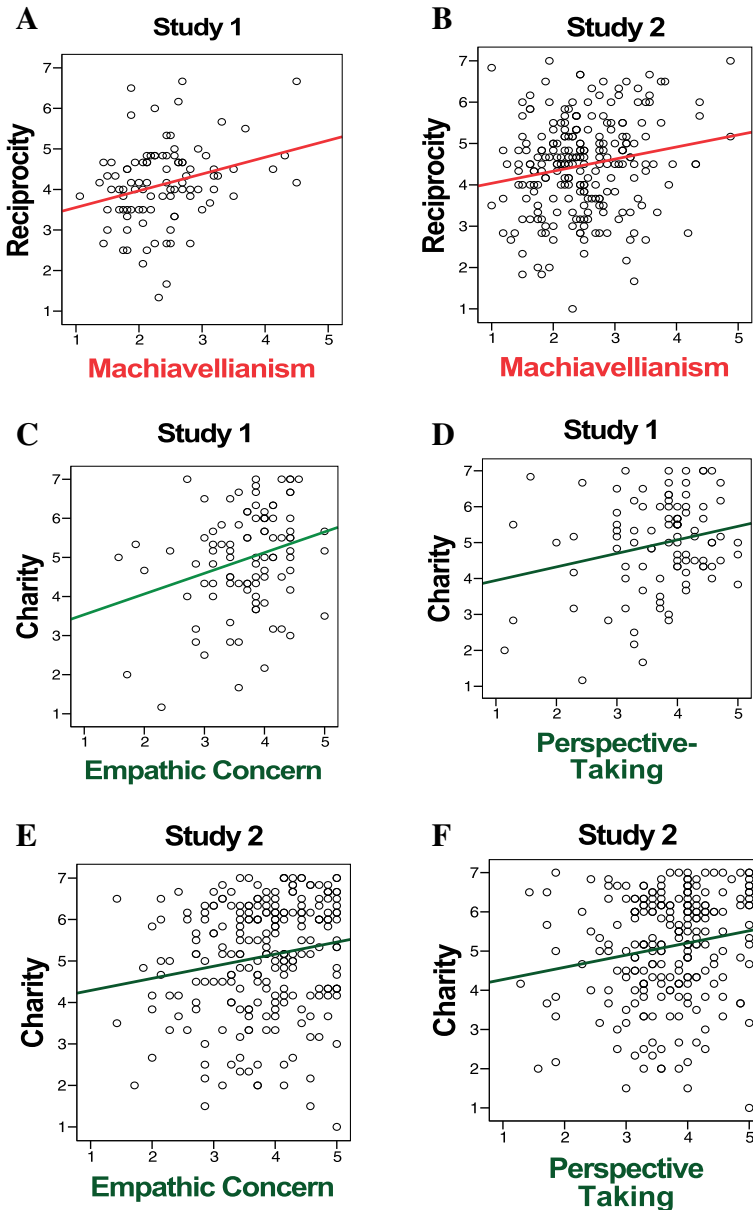 A
Study 1
7
6
5
4
3
2
1
Reciprocity
1 2 3 4 5
Machiavellianism
B
Study 2
7
6
5
4
3
2
1
Reciprocity
1 2 3 4 5
Machiavellianism
C
Study 1
7
6
5
4
3
2
1
Charity
1 2 3 4 5
Empathic Concern
D
Study 1
7
6
5
4
3
2
1
Charity
1 2 3 4 5
Perspective-
Taking
E
Study 2
7
6
5
4
3
2
1
Charity
1 2 3 4 5
Empathic Concern
F
Study 2
7
6
5
4
3
2
1
Charity
1 2 3 4 5
Perspective
Taking